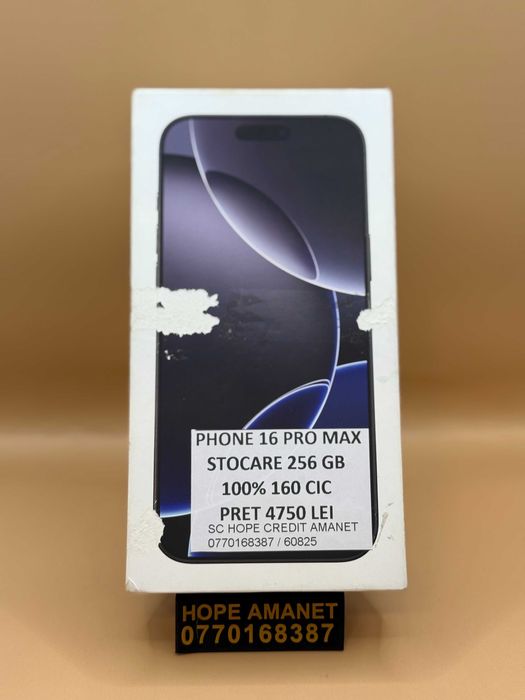 PHONE 16 PRO MAX
STOCARE 256 GB
100% 160 CIC
PRET 4750 LEI
SC HOPE CREDIT AMANET
0770168387 / 60825
HOPE AMANET
0770168387